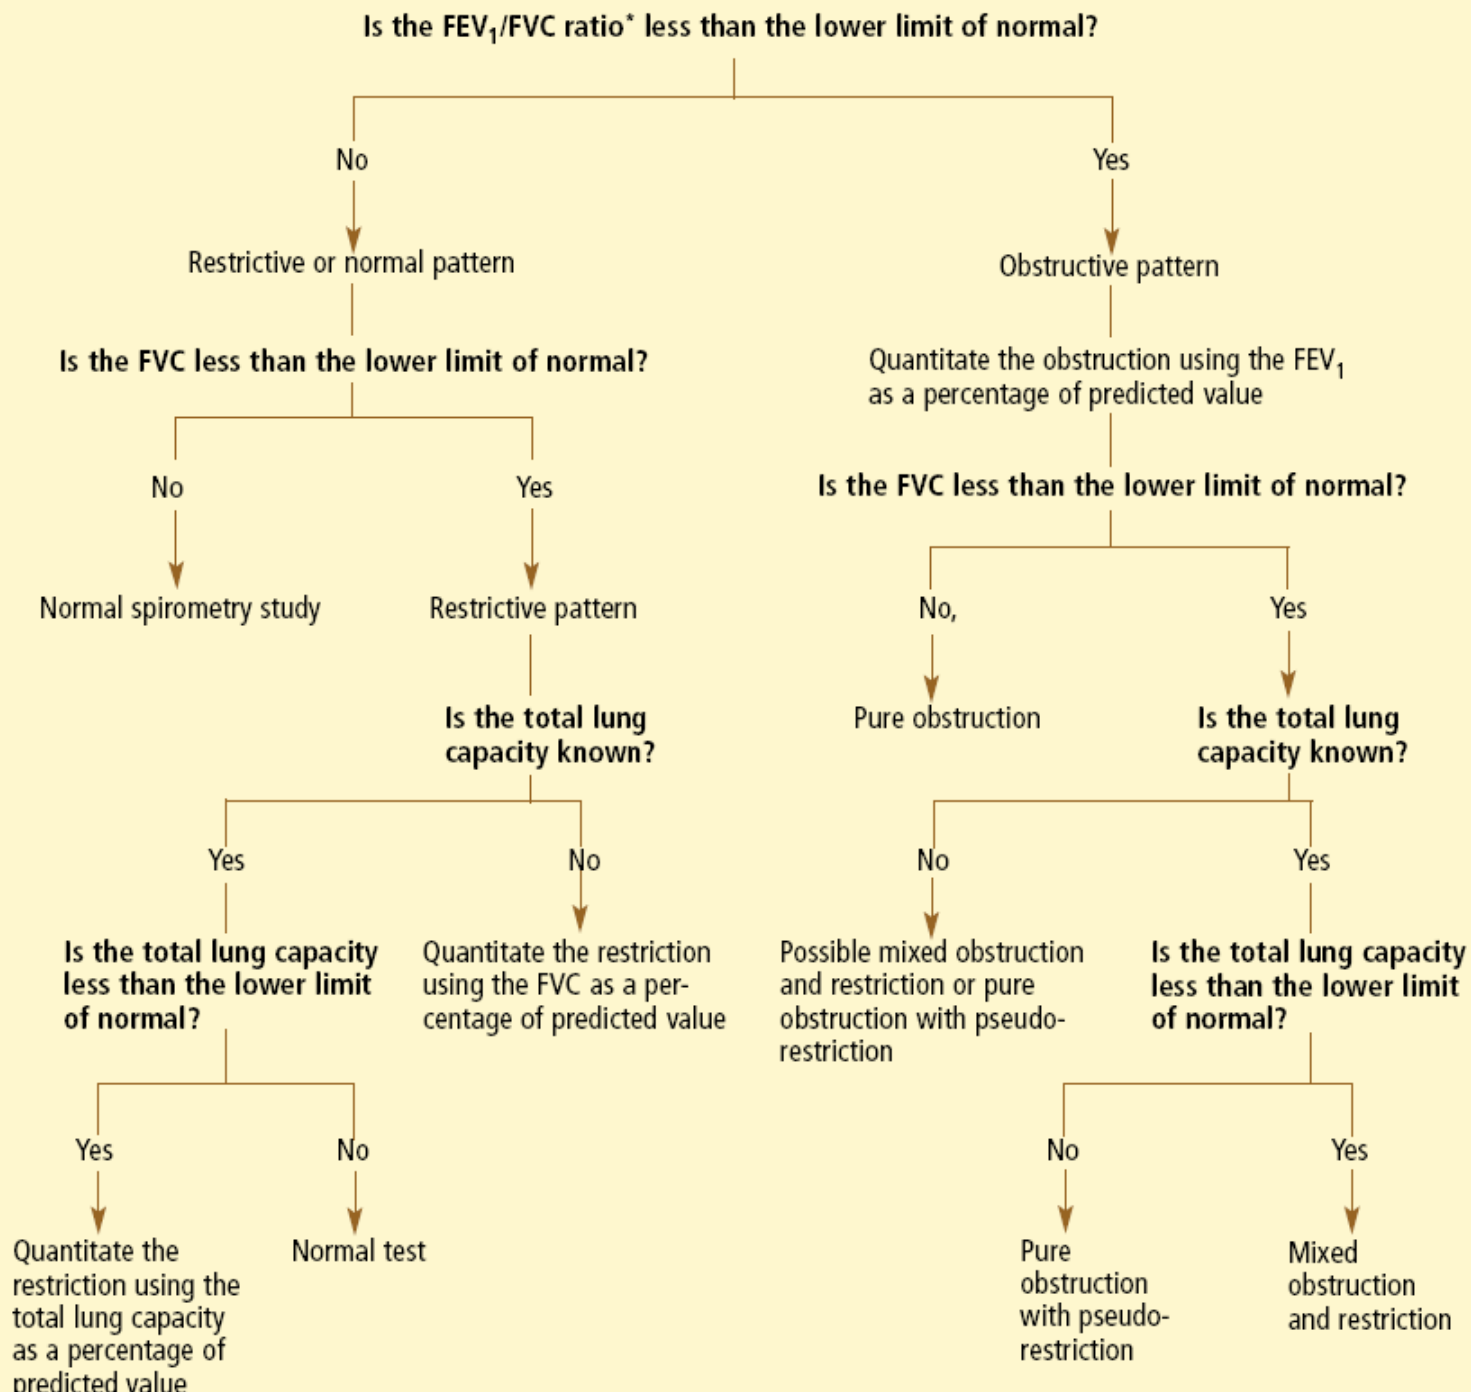 Is the FEV1/FVC ratio* less than the lower limit of normal?
No
Yes
Restrictive or normal pattern
Obstructive pattern
Is the FVC less than the lower limit of normal?
Quantitate the obstruction using the FEV1
as a percentage of predicted value
No
Yes
Is the FVC less than the lower limit of normal?
Normal spirometry study
Restrictive pattern
No,
Yes
Is the total lung
capacity known?
Pure obstruction
Is the total lung
capacity known?
Yes
No
No
Yes
Is the total lung capacity
less than the lower limit
of normal?
Quantitate the restriction
using the FVC as a per-
centage of predicted value
Possible mixed obstruction
and restriction or pure
obstruction with pseudo-
restriction
Is the total lung capacity
less than the lower limit
of normal?
Yes
No
No
Yes
Quantitate the
restriction using the
total lung capacity
as a percentage of
predicted value
Normal test
Pure
obstruction
with pseudo-
restriction
Mixed
obstruction
and restriction